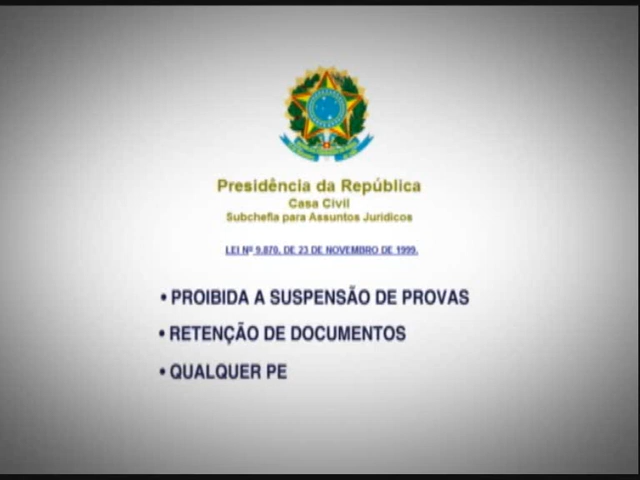 Presidência da República
Casa Civil
Subchefia para Assuntos Jurídicos
LEI Nº 9.870, DE 23 DE NOVEMBRO DE 1999.
• PROIBIDA A SUSPENSÃO DE PROVAS
• RETENÇÃO DE DOCUMENTOS
• QUALQUER PE